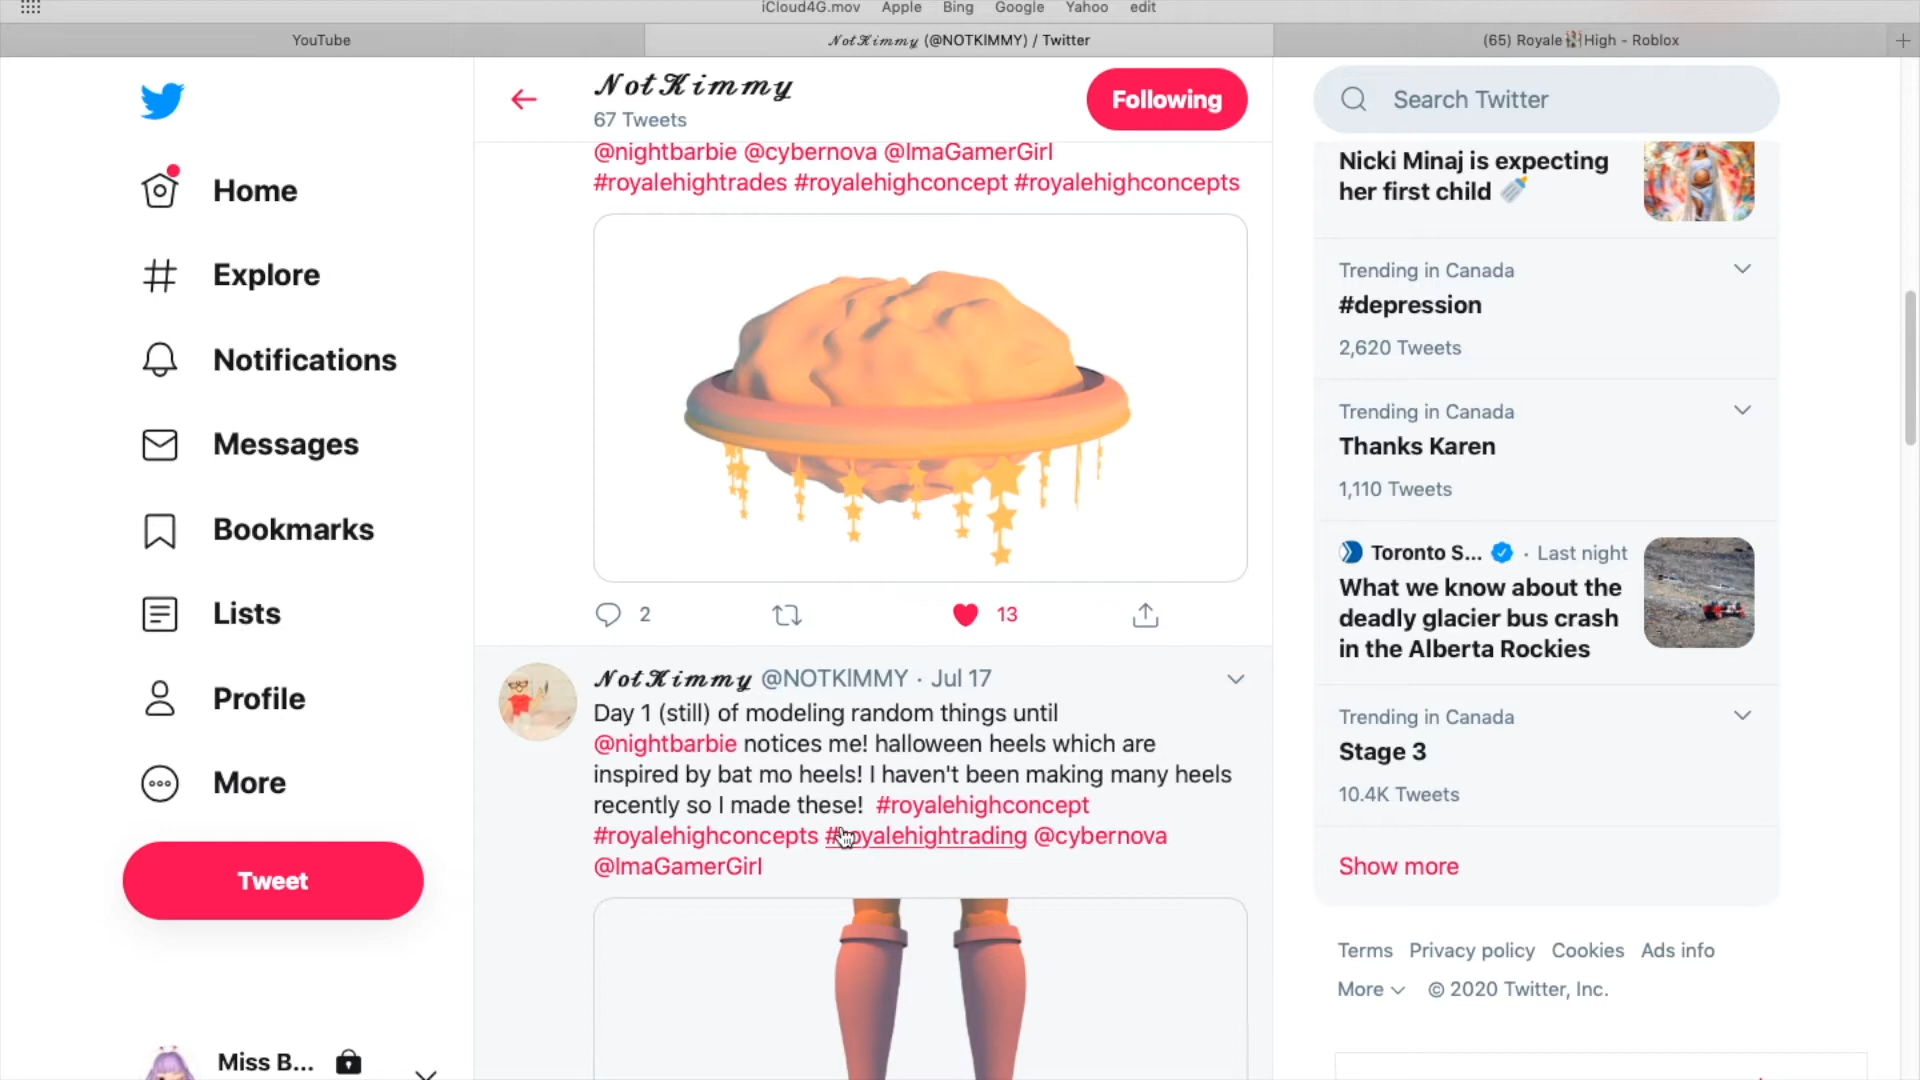 iCloud4G.mov Apple Bing Google Yahoo edit
YouTube
𝒩𝑜𝓉𝒦𝒾𝓂𝓂𝓎 (@NOTKlMMY) / Twitter
(65) Royale🏰High - Roblox
𝒩𝑜𝓉𝒦𝒾𝓂𝓂𝓎
67 Tweets
Following
Search Twitter
Home
Explore
Notifications
Messages
Bookmarks
Lists
Profile
More
Tweet
Miss B...
@nightbarbie @cybernova @ImaGamerGirl
#royalehightrades #royalehighconcept #royalehighconcepts
2
13
𝒩𝑜𝓉𝒦𝒾𝓂𝓂𝓎 @NOTKlMMY · Jul 17
Day 1 (still) of modeling random things until
@nightbarbie notices me! halloween heels which are
inspired by bat mo heels! I haven't been making many heels
recently so I made these! #royalehighconcept
#royalehighconcepts #royalehightrading @cybernova
@ImaGamerGirl
Nicki Minaj is expecting
her first child 🍼
Trending in Canada
#depression
2,620 Tweets
Trending in Canada
Thanks Karen
1,110 Tweets
Toronto S... · Last night
What we know about the
deadly glacier bus crash
in the Alberta Rockies
Trending in Canada
Stage 3
10.4K Tweets
Show more
Terms Privacy policy Cookies Ads info
More © 2020 Twitter, Inc.